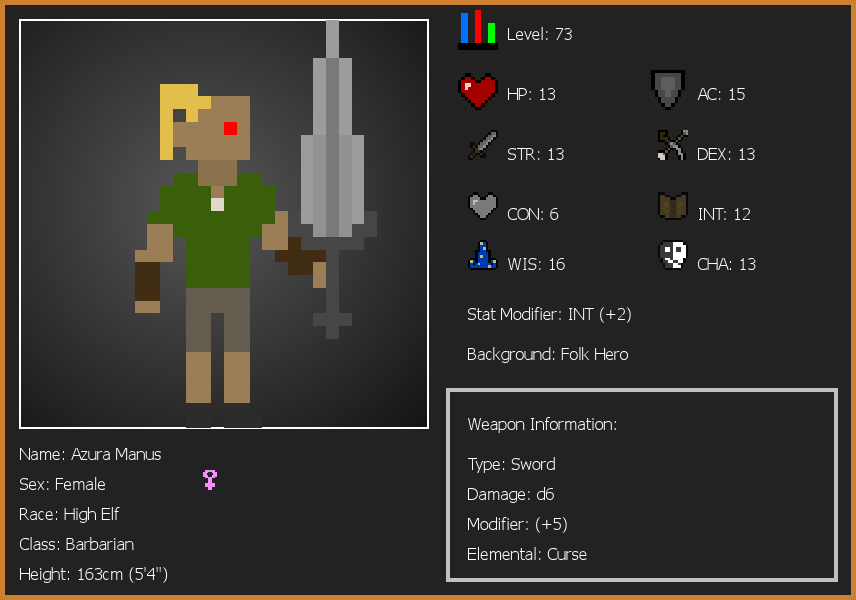 Level: 73
HP: 13
AC: 15
STR: 13
DEX: 13
CON: 6
INT: 12
WIS: 16
CHA: 13
Stat Modifier: INT (+2)
Background: Folk Hero
Weapon Information:
Type: Sword
Damage: d6
Modifier: (+5)
Elemental: Curse
Name: Azura Manus
Sex: Female
Race: High Elf
Class: Barbarian
Height: 163cm (5'4")